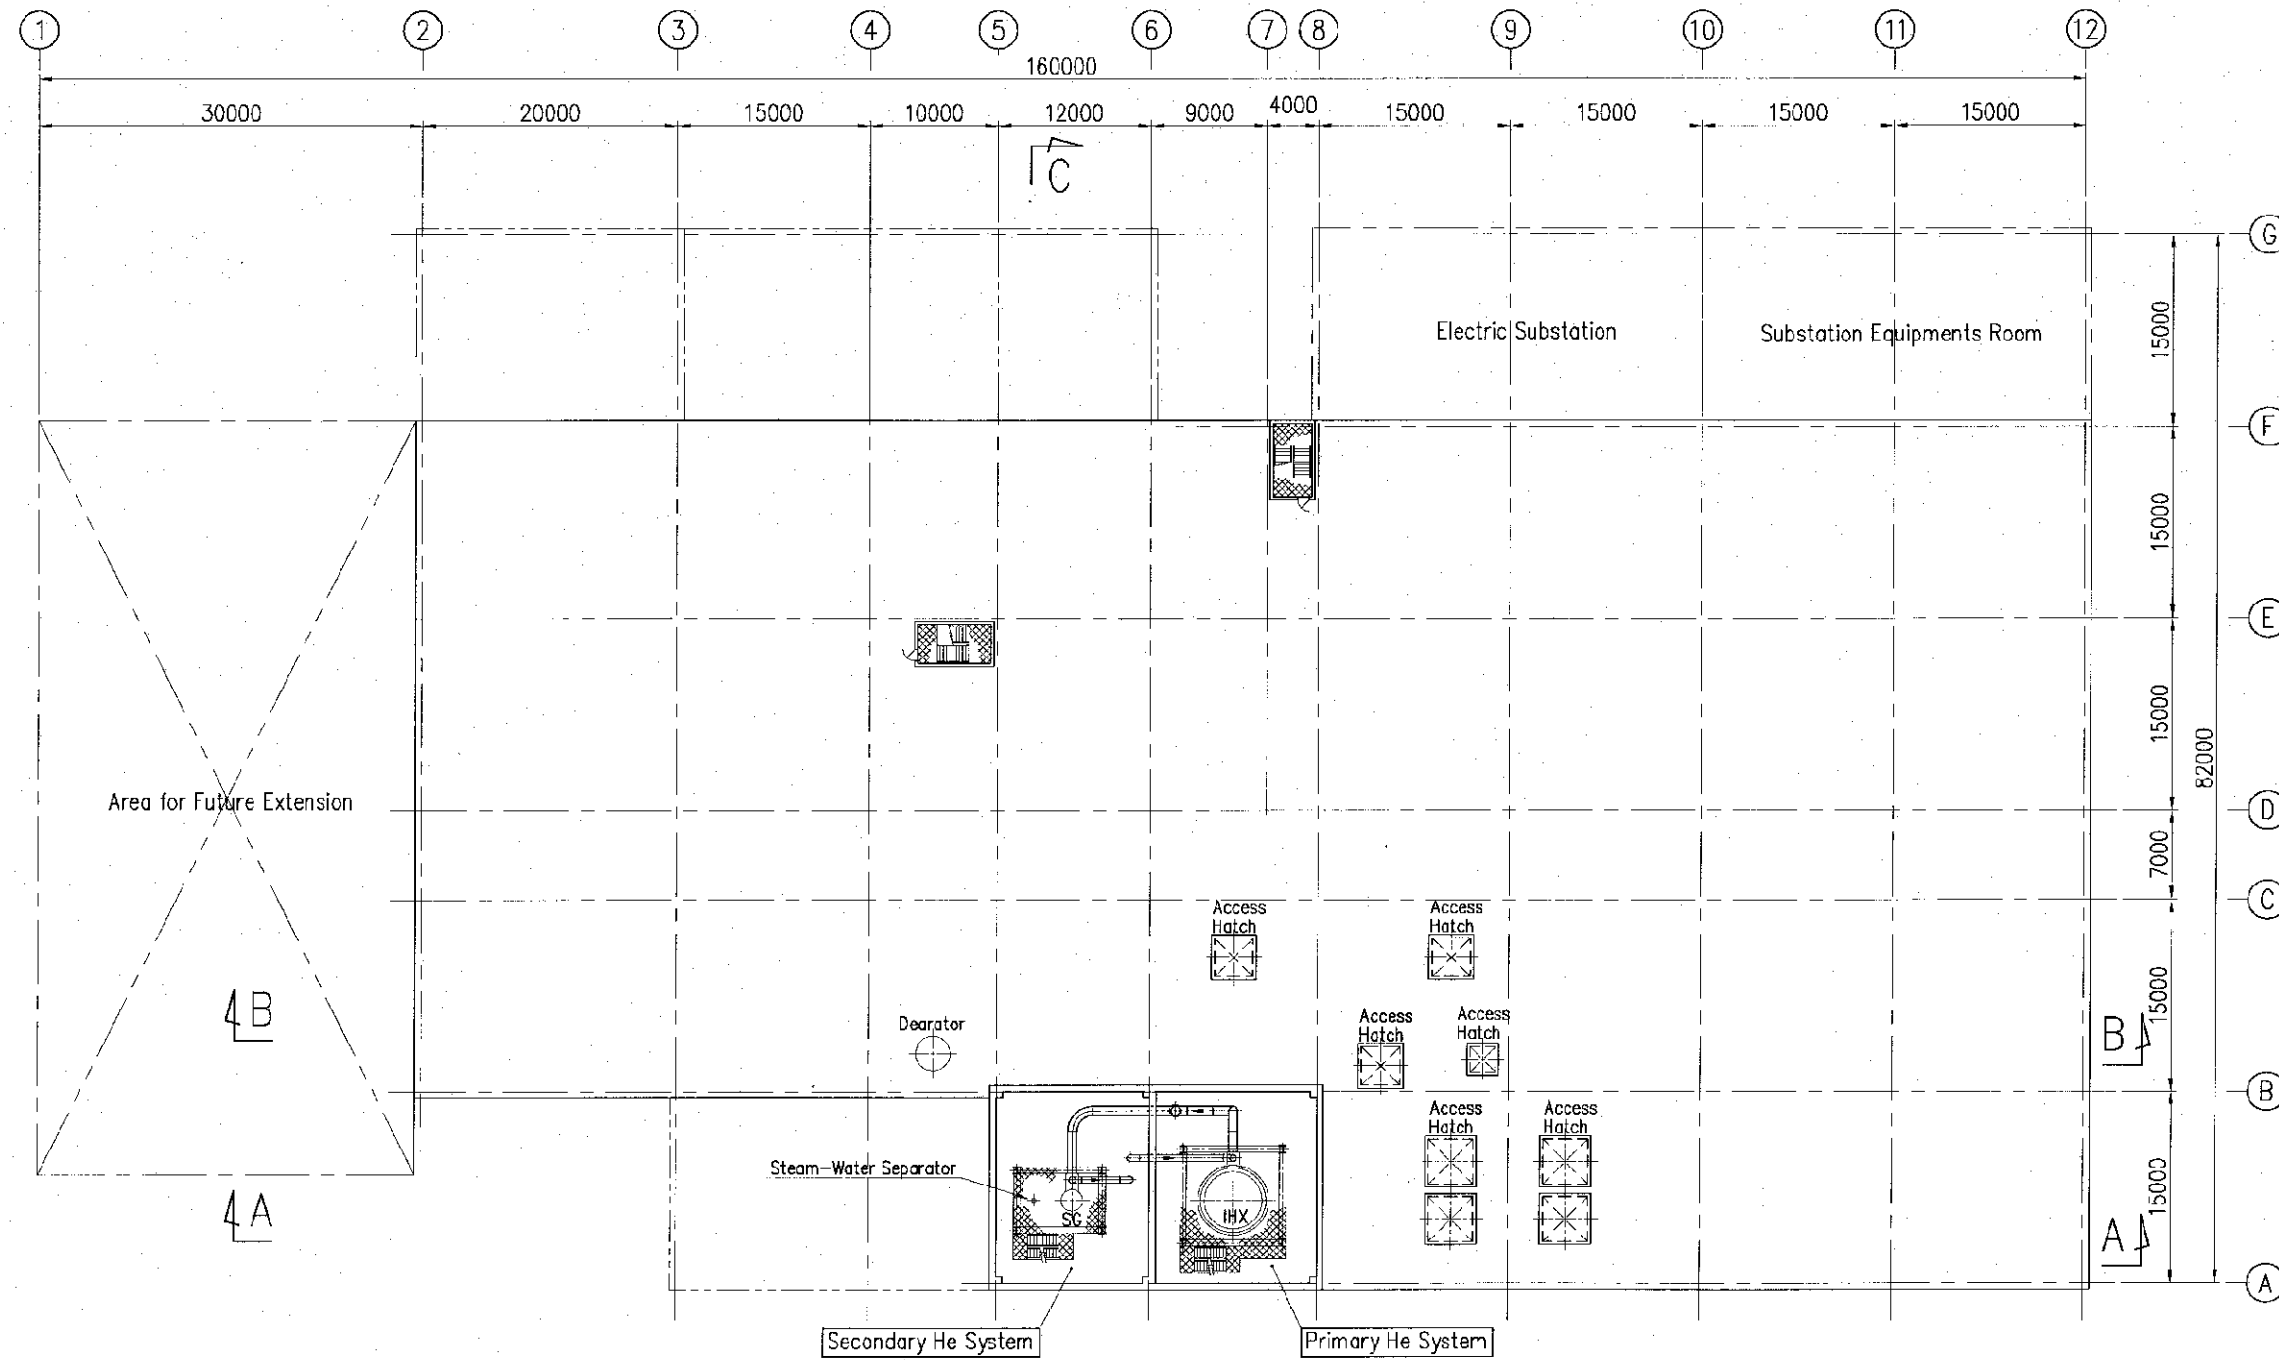 1 2 3 4 5 6 7 8 9 10 11 12
160000
30000 20000 15000 10000 12000 9000 4000 15000 15000 15000 15000
C
G
Electric Substation
Substation Equipments Room
15000
F
15000
E
15000
82000
Area for Future Extension
D
7000
C
Access
Hatch
Access
Hatch
15000
B
Dearator
Access
Hatch
Access
Hatch
B
B
Access
Hatch
Access
Hatch
Steam-Water Separator
15000
SG
IHX
A
A
A
Secondary He System
Primary He System